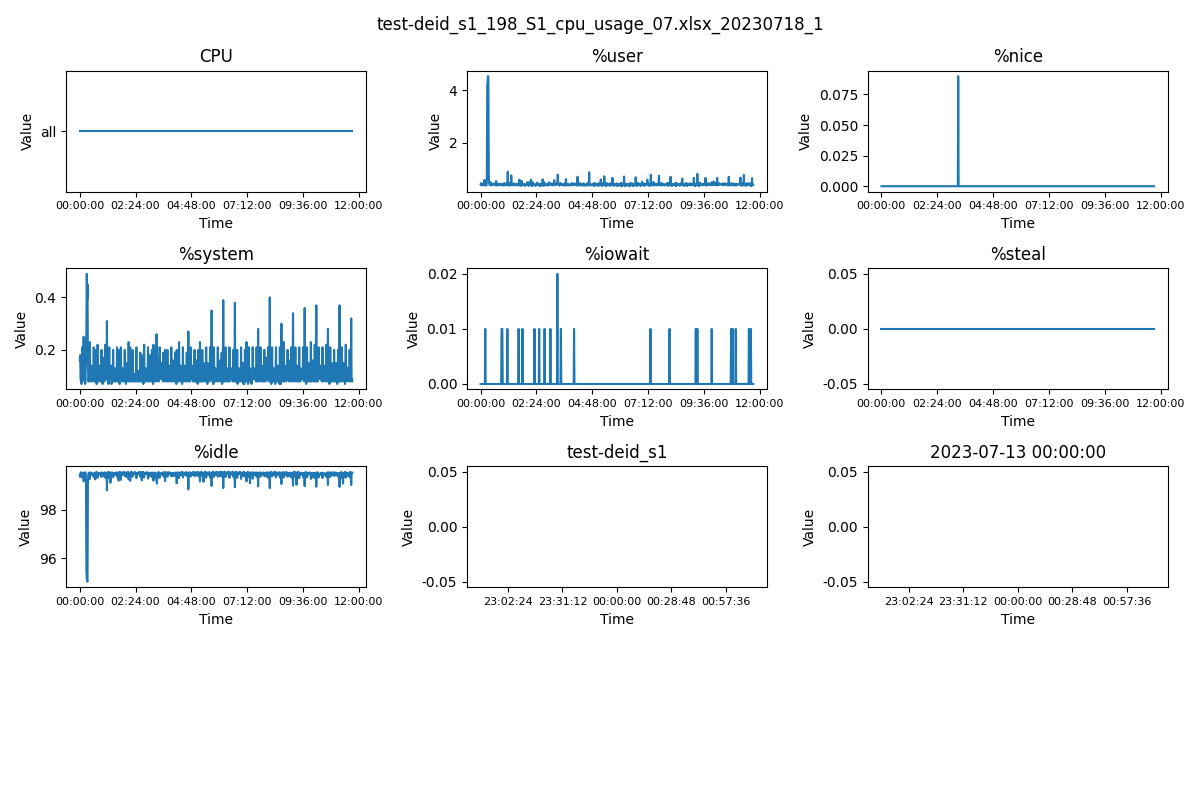 test-deid_s1_198_S1_cpu_usage_07.xlsx_20230718_1
CPU
Value
all
00:00:00 02:24:00 04:48:00 07:12:00 09:36:00 12:00:00
Time
%user
Value
4
2
00:00:00 02:24:00 04:48:00 07:12:00 09:36:00 12:00:00
Time
%nice
Value
0.075
0.050
0.025
0.000
00:00:00 02:24:00 04:48:00 07:12:00 09:36:00 12:00:00
Time
%system
Value
0.4
0.2
00:00:00 02:24:00 04:48:00 07:12:00 09:36:00 12:00:00
Time
%iowait
Value
0.02
0.01
0.00
00:00:00 02:24:00 04:48:00 07:12:00 09:36:00 12:00:00
Time
%steal
Value
0.05
0.00
-0.05
00:00:00 02:24:00 04:48:00 07:12:00 09:36:00 12:00:00
Time
%idle
Value
98
96
00:00:00 02:24:00 04:48:00 07:12:00 09:36:00 12:00:00
Time
test-deid_s1
Value
0.05
0.00
-0.05
23:02:24 23:31:12 00:00:00 00:28:48 00:57:36
Time
2023-07-13 00:00:00
Value
0.05
0.00
-0.05
23:02:24 23:31:12 00:00:00 00:28:48 00:57:36
Time